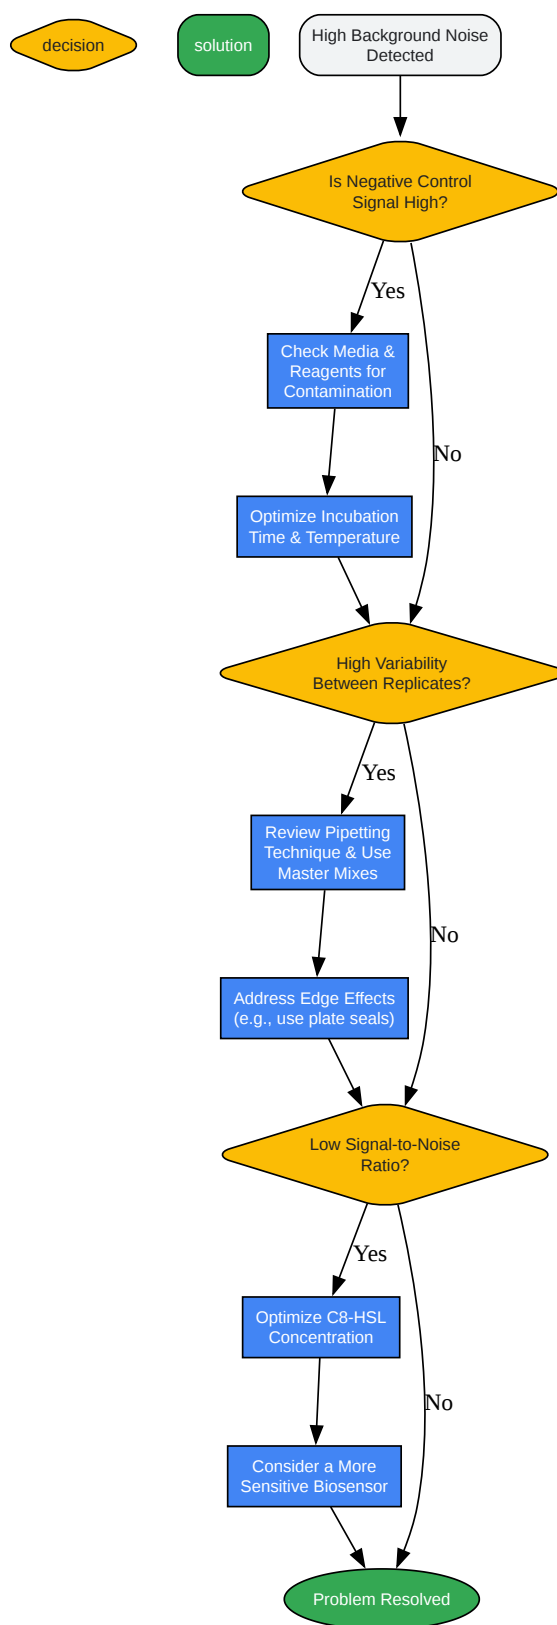 decision
solution
High Background Noise
Detected
Is Negative Control
Signal High?
Yes
Check Media &
Reagents for
Contamination
No
Optimize Incubation
Time & Temperature
High Variability
Between Replicates?
Yes
Review Pipetting
Technique & Use
Master Mixes
No
Address Edge Effects
(e.g., use plate seals)
Low Signal-to-Noise
Ratio?
Yes
Optimize C8-HSL
Concentration
No
Consider a More
Sensitive Biosensor
Problem Resolved